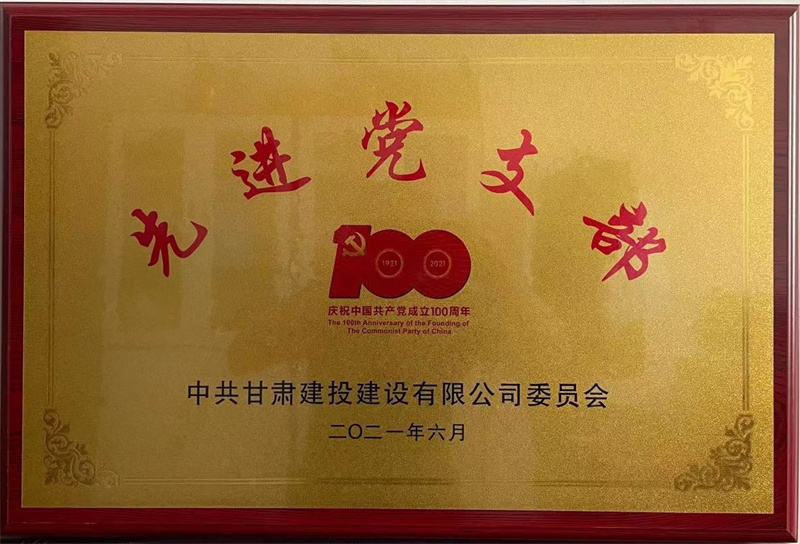 先进党支部
100
1921 2021
庆祝中国共产党成立100周年
The 100th Anniversary of the Founding of
The Communist Party of China
中共甘肃建投建设有限公司委员会
二〇二一年六月